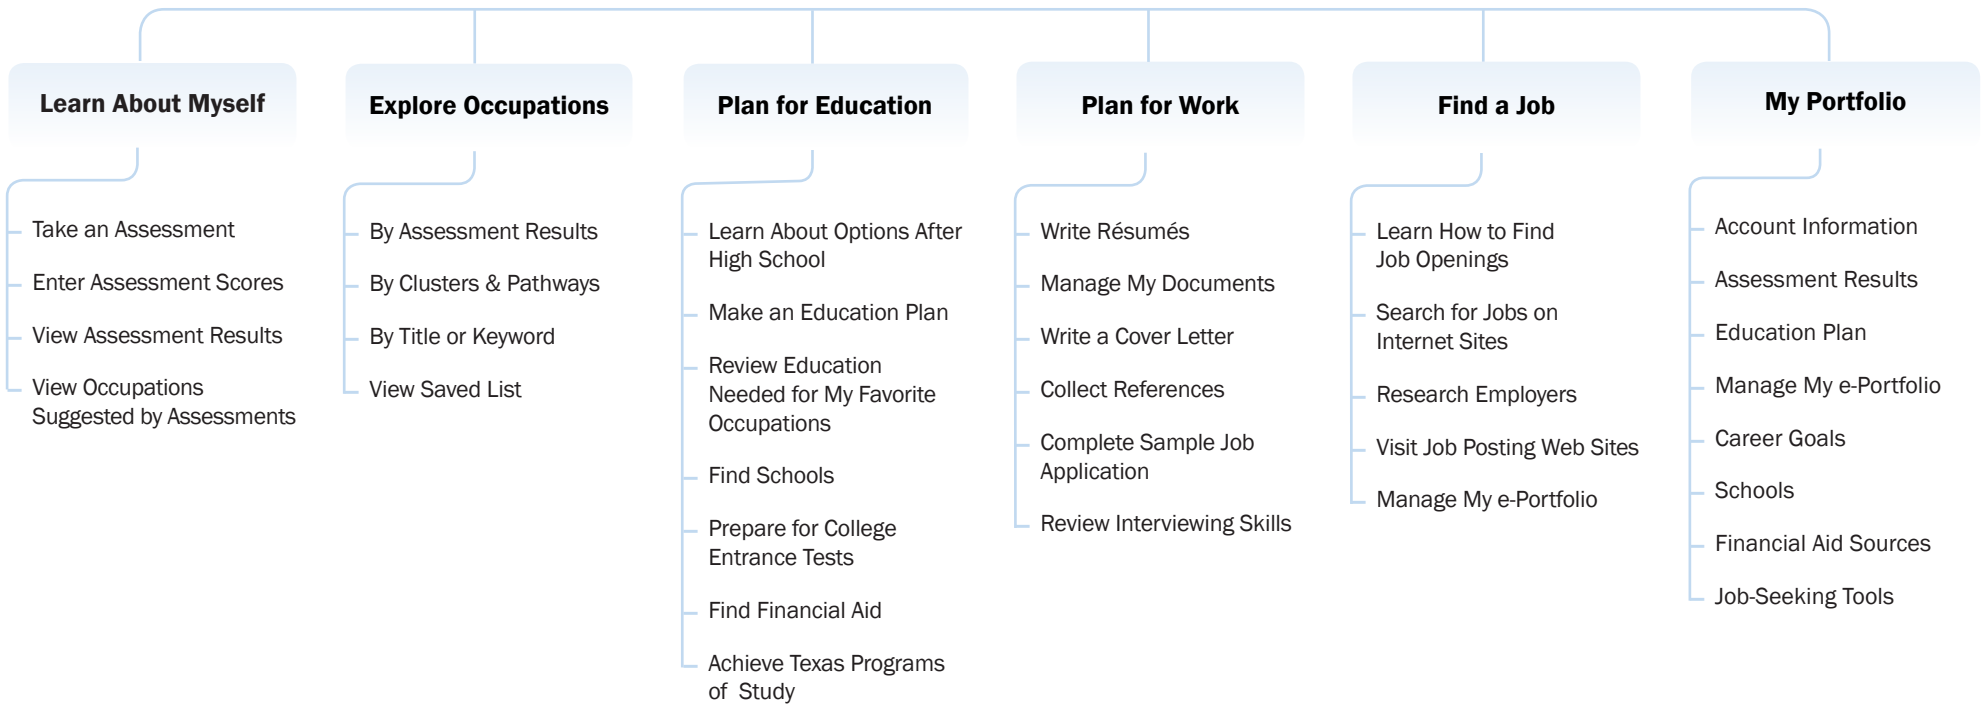 Learn About Myself
Take an Assessment
Enter Assessment Scores
View Assessment Results
View Occupations
Suggested by Assessments
Explore Occupations
By Assessment Results
By Clusters & Pathways
By Title or Keyword
View Saved List
Plan for Education
Learn About Options After
High School
Make an Education Plan
Review Education
Needed for My Favorite
Occupations
Find Schools
Prepare for College
Entrance Tests
Find Financial Aid
Achieve Texas Programs
of Study
Plan for Work
Write Résumés
Manage My Documents
Write a Cover Letter
Collect References
Complete Sample Job
Application
Review Interviewing Skills
Find a Job
Learn How to Find
Job Openings
Search for Jobs on
Internet Sites
Research Employers
Visit Job Posting Web Sites
Manage My e-Portfolio
My Portfolio
Account Information
Assessment Results
Education Plan
Manage My e-Portfolio
Career Goals
Schools
Financial Aid Sources
Job-Seeking Tools